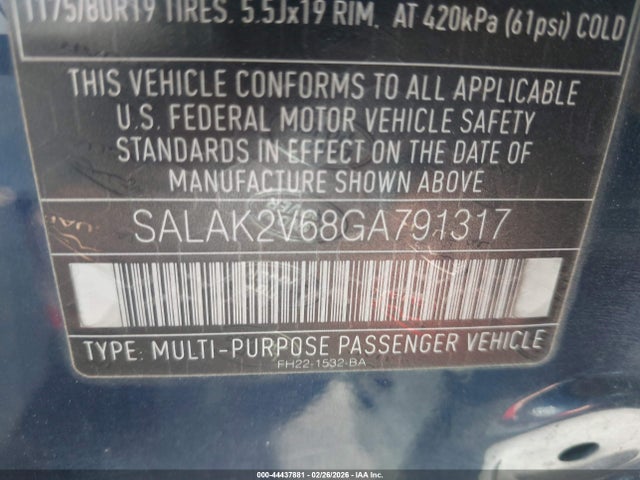 T175/80R19 TIRES. 5.5Jx19 RIM, AT 420kPa (61psi) COLD
THIS VEHICLE CONFORMS TO ALL APPLICABLE
U.S. FEDERAL MOTOR VEHICLE SAFETY
STANDARDS IN EFFECT ON THE DATE OF
MANUFACTURE SHOWN ABOVE.
SALAK2V68GA791317
TYPE: MULTI-PURPOSE PASSENGER VEHICLE
FH22-1532-BA
000-44437881 - 02/26/2026 - IAAI.COM